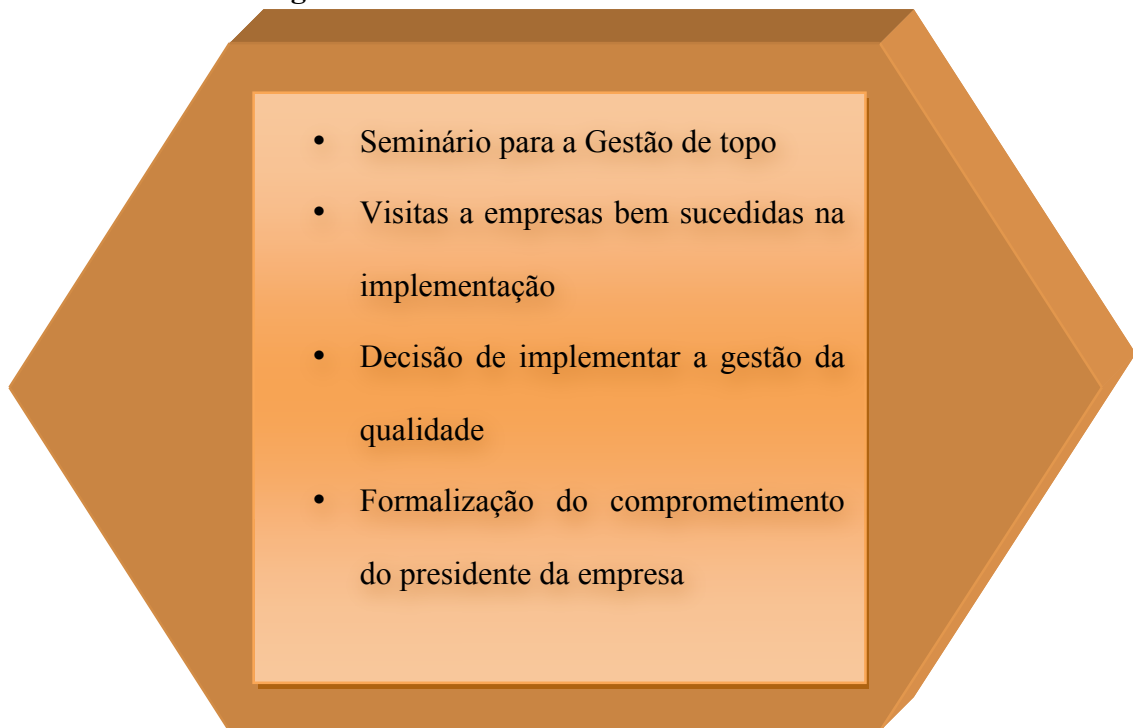 • Seminário para a Gestão de topo
• Visitas a empresas bem sucedidas na
implementação
• Decisão de implementar a gestão da
qualidade
• Formalização do comprometimento
do presidente da empresa